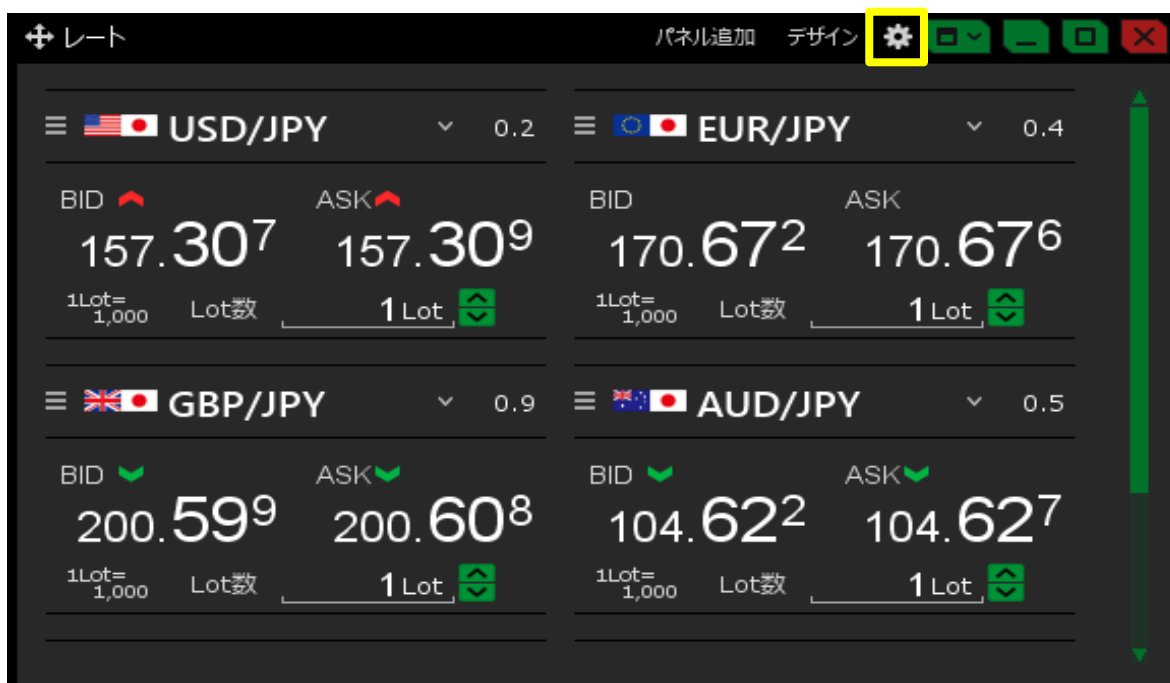 レート パネル追加 デザイン
USD/JPY 0.2 EUR/JPY 0.4
BID ASK BID ASK
157.307 157.309 170.672 170.676
1Lot=1,000 Lot数 1 Lot 1Lot=1,000 Lot数 1 Lot
GBP/JPY 0.9 AUD/JPY 0.5
BID ASK BID ASK
200.599 200.608 104.622 104.627
1Lot=1,000 Lot数 1 Lot 1Lot=1,000 Lot数 1 Lot